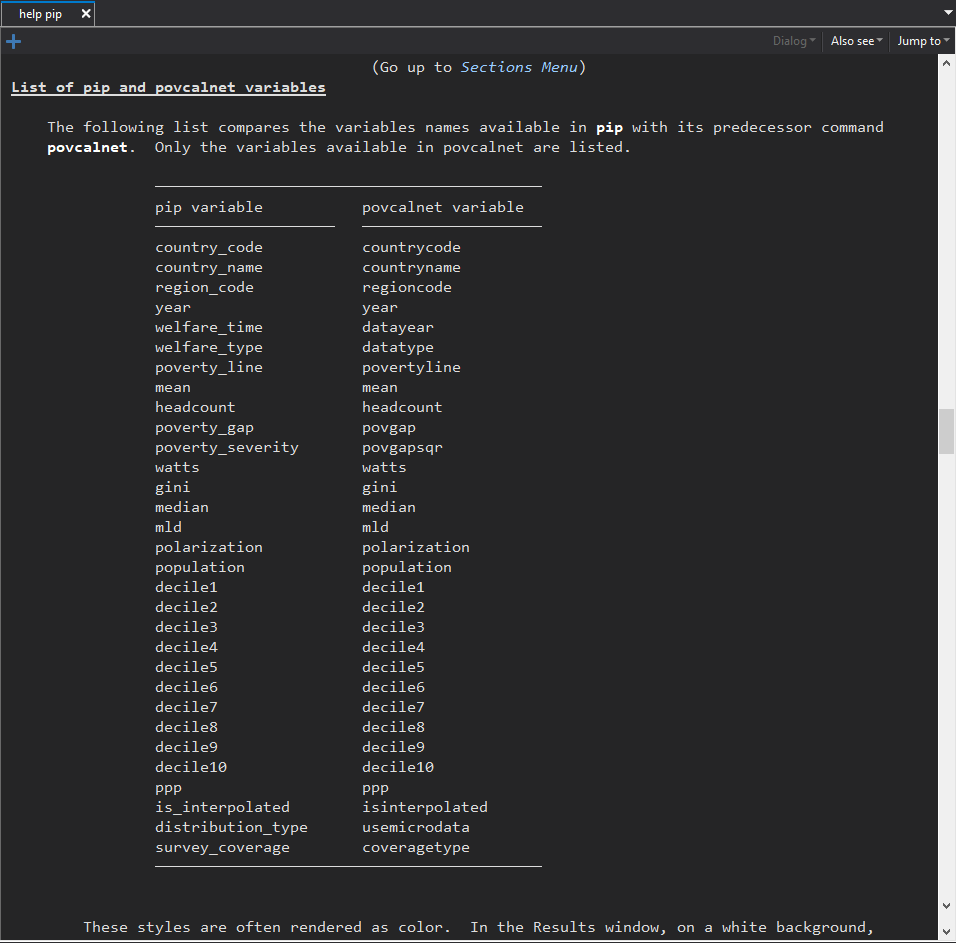 help pip
Dialog Also see Jump to
(Go up to Sections Menu)
List of pip and povcalnet variables
The following list compares the variables names available in pip with its predecessor command
povcalnet.  Only the variables available in povcalnet are listed.
pip variable povcalnet variable
country_code countrycode
country_name countryname
region_code regioncode
year year
welfare_time datayear
welfare_type datatype
poverty_line povertyline
mean mean
headcount headcount
poverty_gap povgap
poverty_severity povgapsqr
watts watts
gini gini
median median
mld mld
polarization polarization
population population
decile1 decile1
decile2 decile2
decile3 decile3
decile4 decile4
decile5 decile5
decile6 decile6
decile7 decile7
decile8 decile8
decile9 decile9
decile10 decile10
ppp ppp
is_interpolated isinterpolated
distribution_type usemicrodata
survey_coverage coveragetype
These styles are often rendered as color.  In the Results window, on a white background,